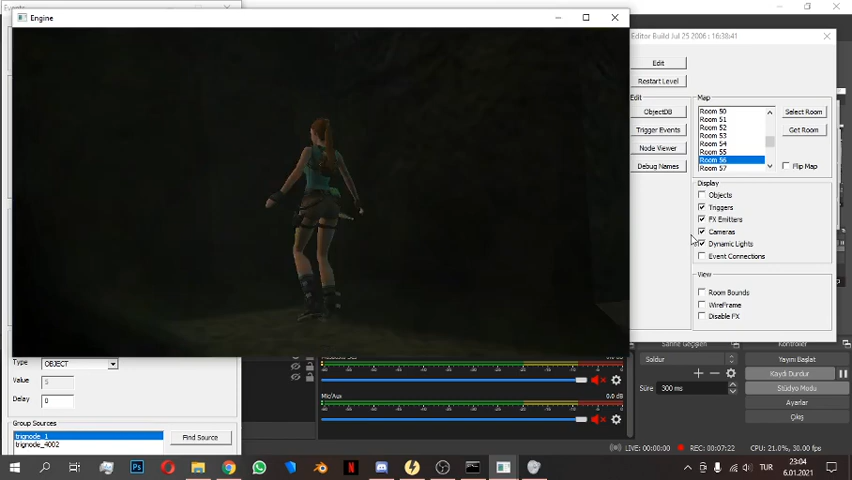 Engine
Editor Build Jul 25 2006 : 16:38:41
Edit
Restart Level
Edit
ObjectDB
Trigger Events
Node Viewer
Debug Names
Map
Room 50
Room 51
Room 52
Room 53
Room 54
Room 55
Room 56
Room 57
Select Room
Get Room
Flip Map
Display
Objects
Triggers
FX Emitters
Cameras
Dynamic Lights
Event Connections
View
Room Bounds
WireFrame
Disable FX
Type
OBJECT
Value
5
Delay
0
Group Sources
trignode_1
trignode_4002
Find Source
Mic/Aux
0.0 dB
Sahne Geçişleri
Soldur
Süre
300 ms
Kontroller
Yayını Başlat
Kaydı Durdur
Stüdyo Modu
Ayarlar
Çıkış
LIVE: 00:00:00
REC: 00:07:22
CPU: 21.0%, 38.00 fps
TUR
23:04
6.01.2021